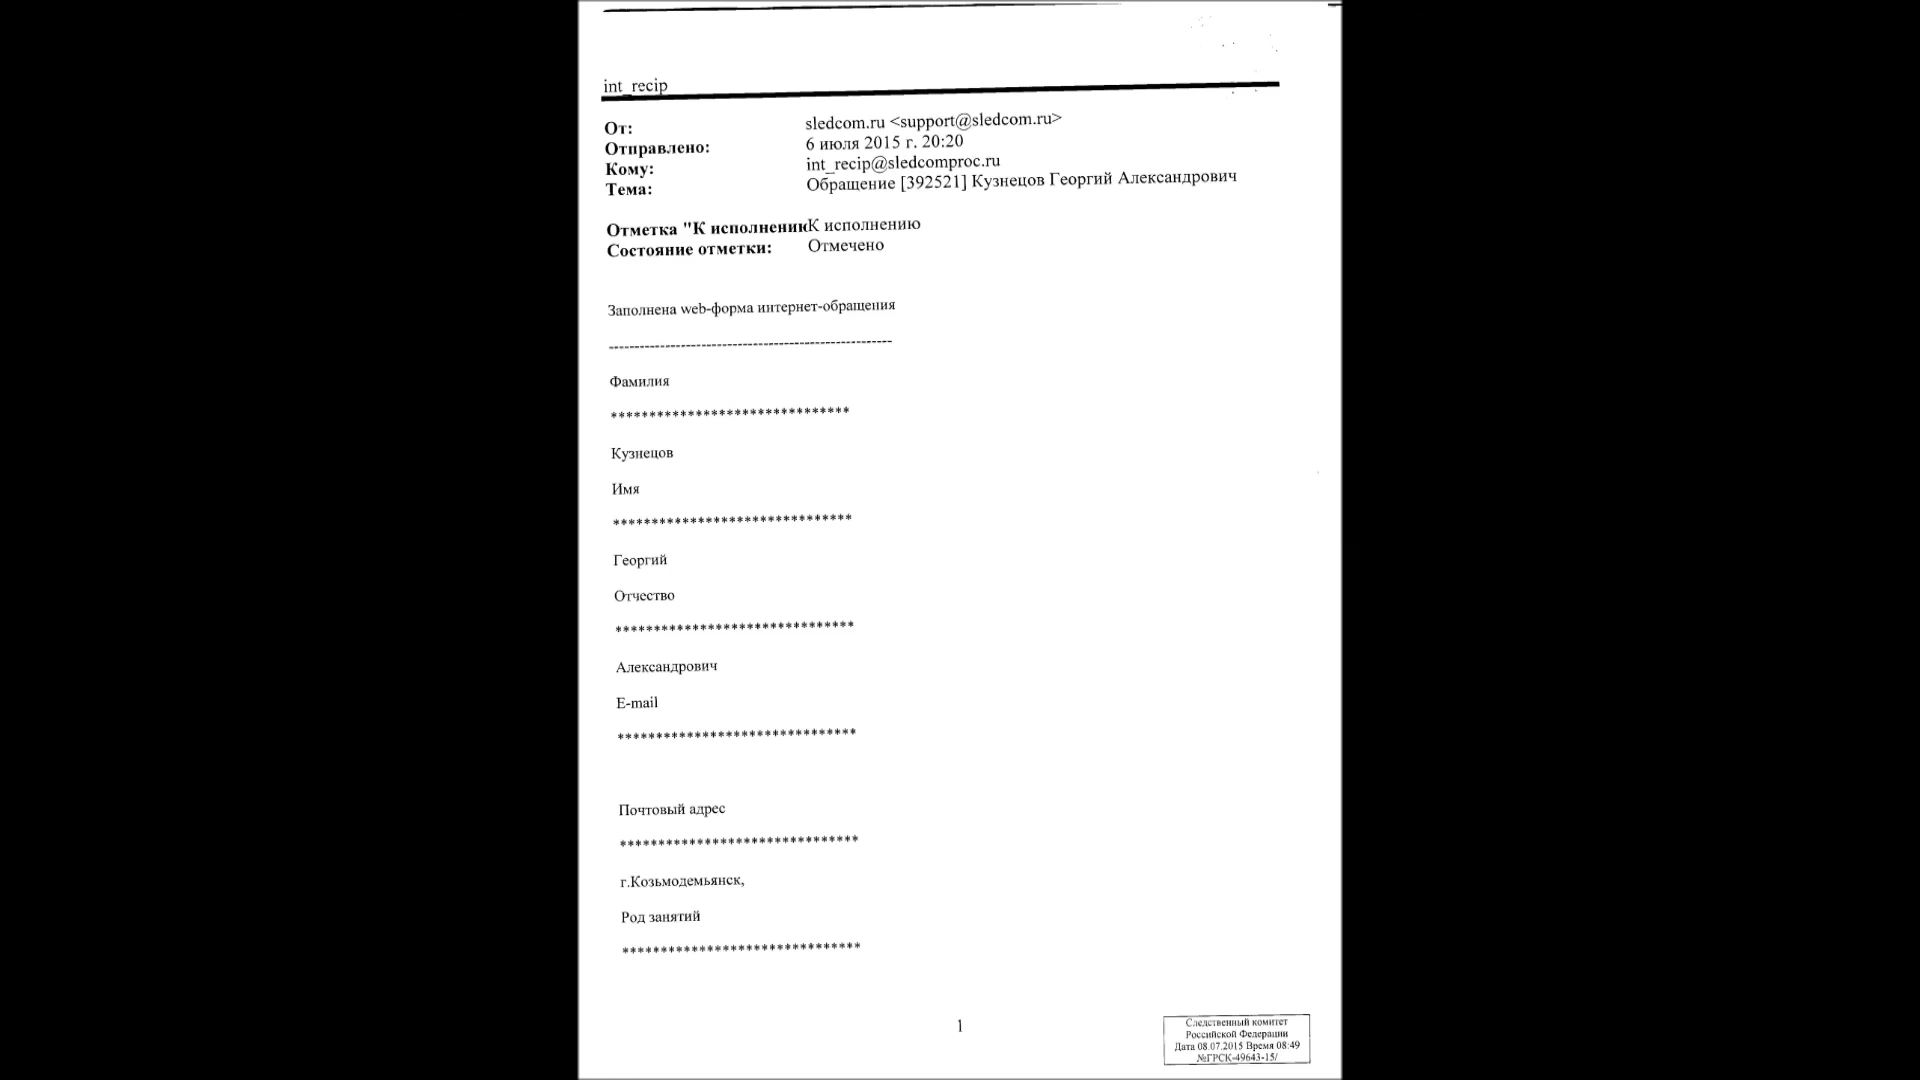 int_recip
От: sledcom.ru <support@sledcom.ru>
Отправлено: 6 июля 2015 г. 20:20
Кому: int_recip@sledcomproc.ru
Тема: Обращение [392521] Кузнецов Георгий Александрович
Отметка "К исполнению К исполнению
Состояние отметки: Отмечено
Заполнена web-форма интернет-обращения
-------------------------------------------------------
Фамилия
*******************************
Кузнецов
Имя
*******************************
Георгий
Отчество
*******************************
Александрович
E-mail
*******************************
Почтовый адрес
*******************************
г.Козьмодемьянск,
Род занятий
*******************************
1
Следственный комитет
Российской Федерации
Дата 08.07.2015 Время 08:49
№ГРСК-49643-15/